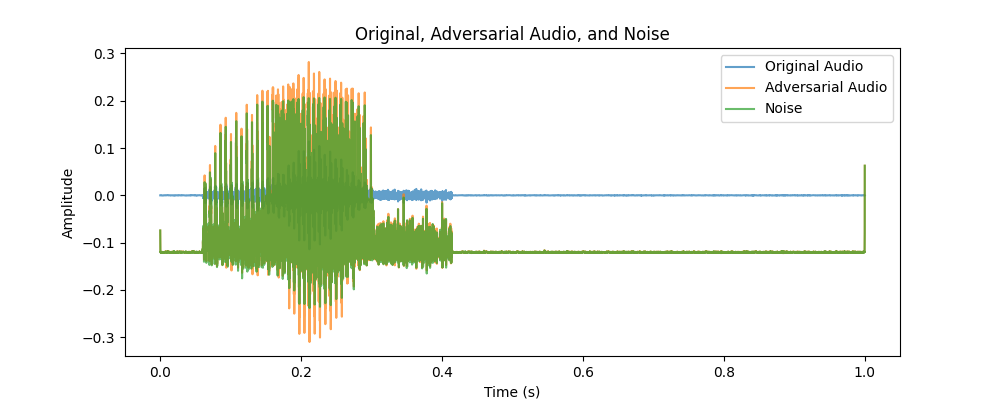 Original, Adversarial Audio, and Noise
Original Audio
Adversarial Audio
Noise
0.3
0.2
0.1
0.0
−0.1
−0.2
−0.3
Amplitude
0.0 0.2 0.4 0.6 0.8 1.0
Time (s)